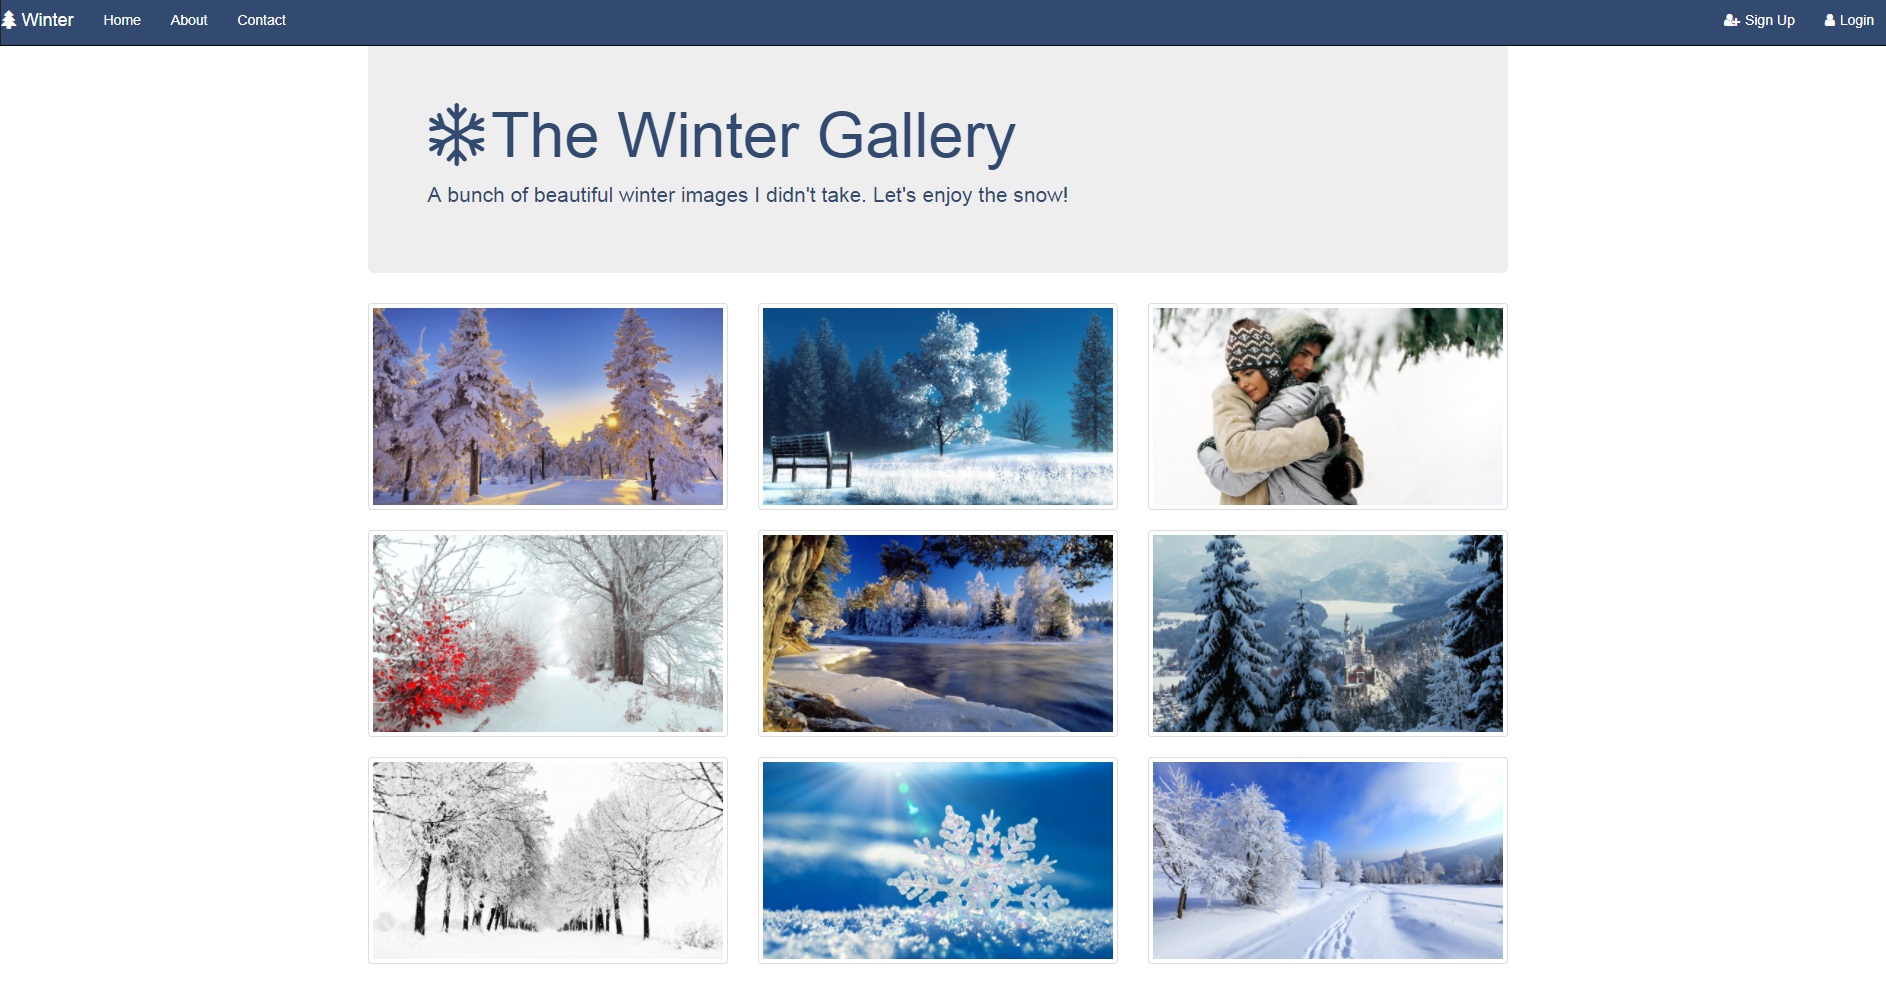 Winter Home About Contact Sign Up Login
The Winter Gallery
A bunch of beautiful winter images I didn't take. Let's enjoy the snow!